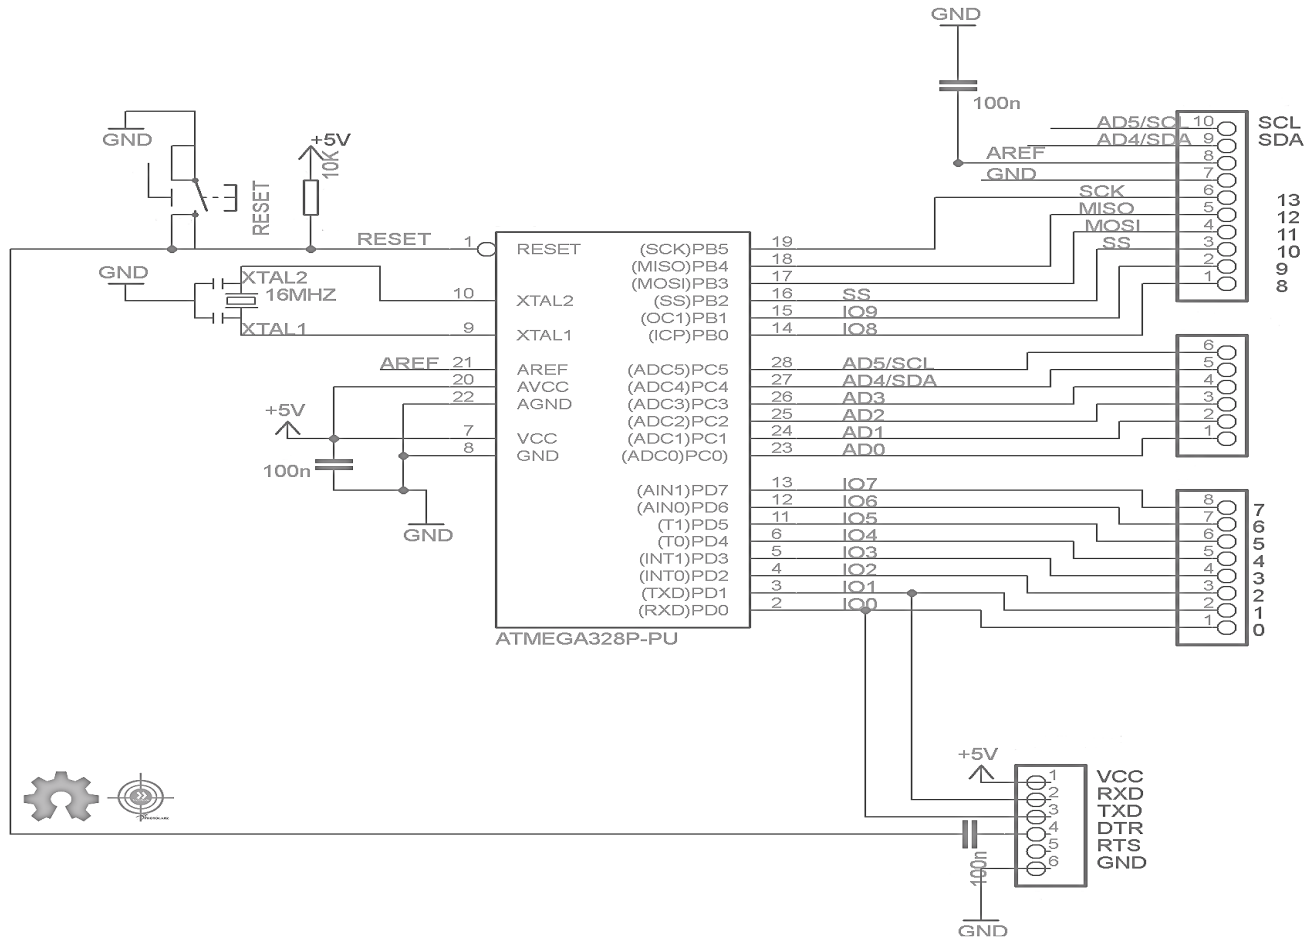 GND
100n
AD5/SCL 10 SCL
AD4/SDA 9 SDA
AREF 8
GND 7
SCK 6 13
MISO 5 12
MOSI 4 11
SS 3 10
2 9
1 8
GND
+5V
10K
RESET
RESET 1 RESET (SCK)PB5 19
(MISO)PB4 18
(MOSI)PB3 17
GND
XTAL2
16MHZ
XTAL1
10 XTAL2 (SS)PB2 16 SS
(OC1)PB1 15 IO9
9 XTAL1 (ICP)PB0 14 IO8
AREF 21 AREF (ADC5)PC5 28 AD5/SCL 6
20 AVCC (ADC4)PC4 27 AD4/SDA 5
22 AGND (ADC3)PC3 26 AD3 4
(ADC2)PC2 25 AD2 3
+5V
7 VCC (ADC1)PC1 24 AD1 2
8 GND (ADC0)PC0) 23 AD0 1
100n
GND
(AIN1)PD7 13 IO7 8 7
(AIN0)PD6 12 IO6 7 6
(T1)PD5 11 IO5 6 5
(T0)PD4 6 IO4 5 4
(INT1)PD3 5 IO3 4 3
(INT0)PD2 4 IO2 3 2
(TXD)PD1 3 IO1 2 1
(RXD)PD0 2 IO0 1 0
ATMEGA328P-PU
+5V
1 VCC
2 RXD
3 TXD
4 DTR
5 RTS
6 GND
100n
GND